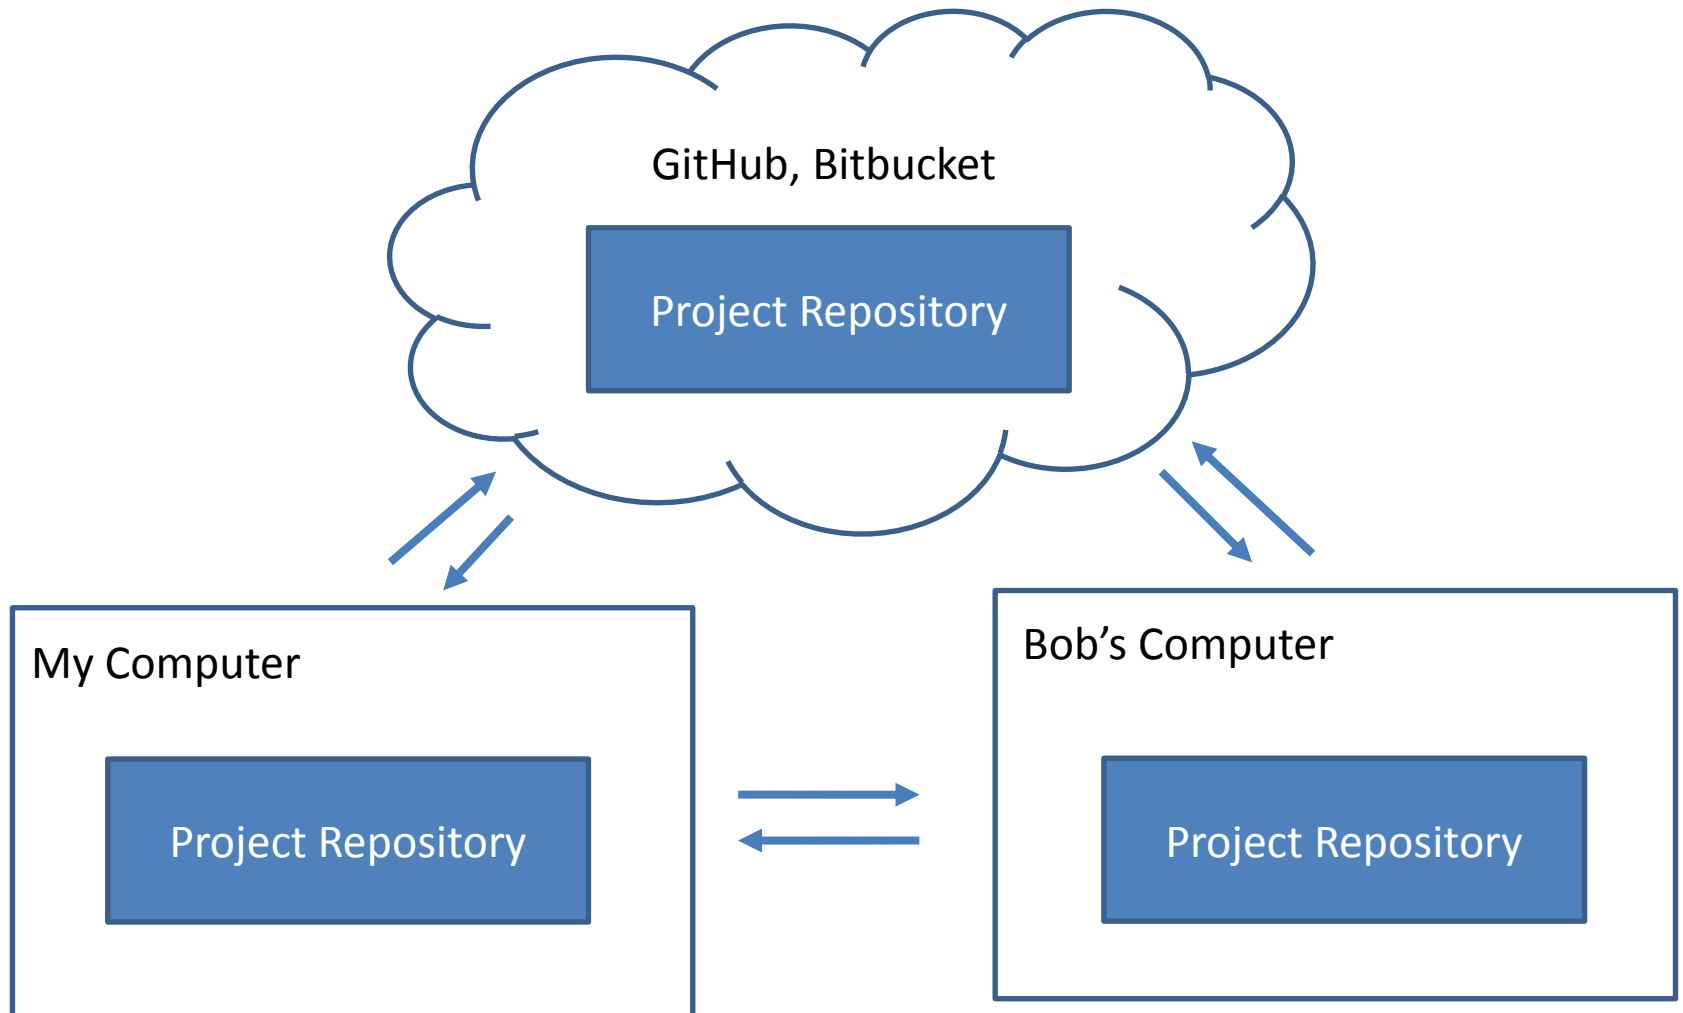 GitHub, Bitbucket
Project Repository
My Computer
Project Repository
Bob’s Computer
Project Repository